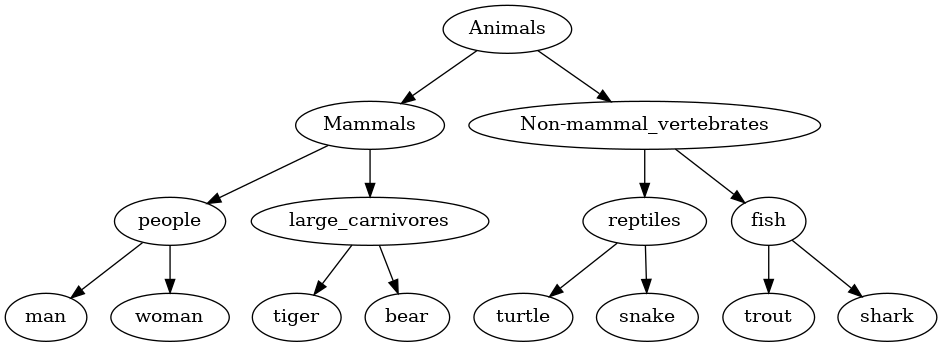 Animals
Mammals
Non-mammal_vertebrates
people
large_carnivores
reptiles
fish
man
woman
tiger
bear
turtle
snake
trout
shark